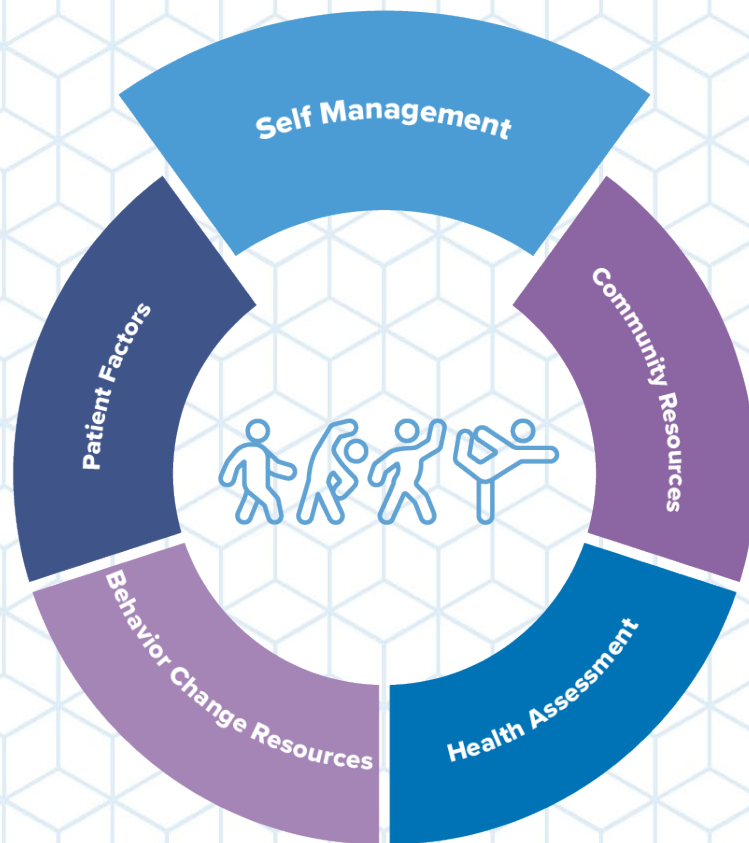 Self Management
Community Resources
Health Assessment
Behavior Change Resources
Patient Factors